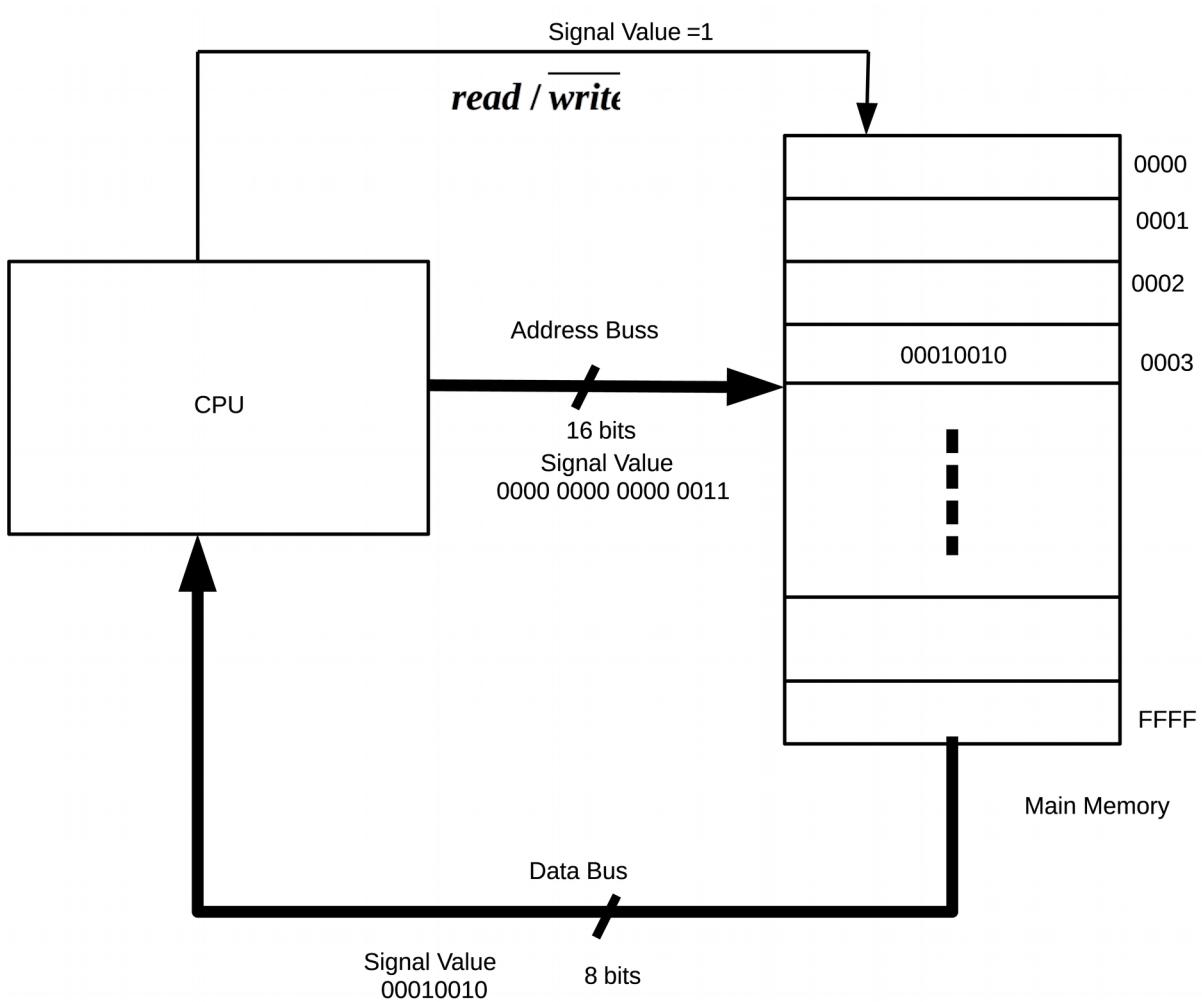 Signal Value =1
read / write
0000
0001
0002
Address Buss
00010010
0003
CPU
16 bits
Signal Value
0000 0000 0000 0011
FFFF
Main Memory
Data Bus
Signal Value
00010010
8 bits